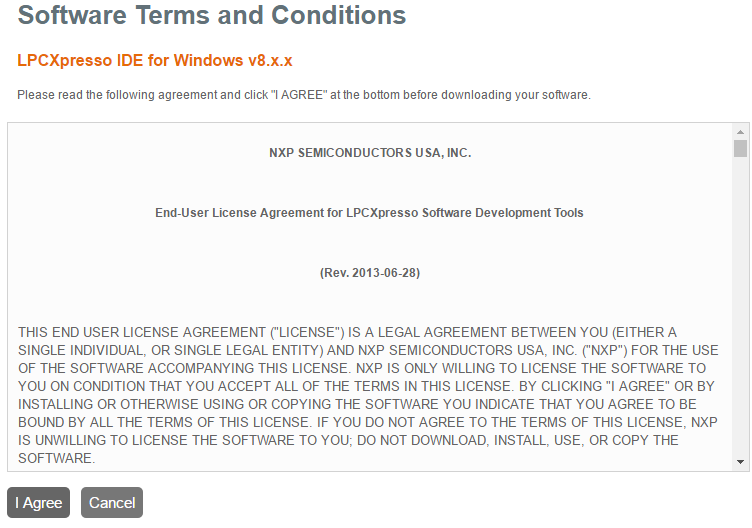 Software Terms and Conditions
LPCXpresso IDE for Windows v8.x.x
Please read the following agreement and click "I AGREE" at the bottom before downloading your software.
NXP SEMICONDUCTORS USA, INC.
End-User License Agreement for LPCXpresso Software Development Tools
(Rev. 2013-06-28)
THIS END USER LICENSE AGREEMENT ("LICENSE") IS A LEGAL AGREEMENT BETWEEN YOU (EITHER A
SINGLE INDIVIDUAL, OR SINGLE LEGAL ENTITY) AND NXP SEMICONDUCTORS USA, INC. ("NXP") FOR THE USE
OF THE SOFTWARE ACCOMPANYING THIS LICENSE. NXP IS ONLY WILLING TO LICENSE THE SOFTWARE TO
YOU ON CONDITION THAT YOU ACCEPT ALL OF THE TERMS IN THIS LICENSE. BY CLICKING "I AGREE" OR BY
INSTALLING OR OTHERWISE USING OR COPYING THE SOFTWARE YOU INDICATE THAT YOU AGREE TO BE
BOUND BY ALL THE TERMS OF THIS LICENSE. IF YOU DO NOT AGREE TO THE TERMS OF THIS LICENSE, NXP
IS UNWILLING TO LICENSE THE SOFTWARE TO YOU; DO NOT DOWNLOAD, INSTALL, USE, OR COPY THE
SOFTWARE.
I Agree Cancel